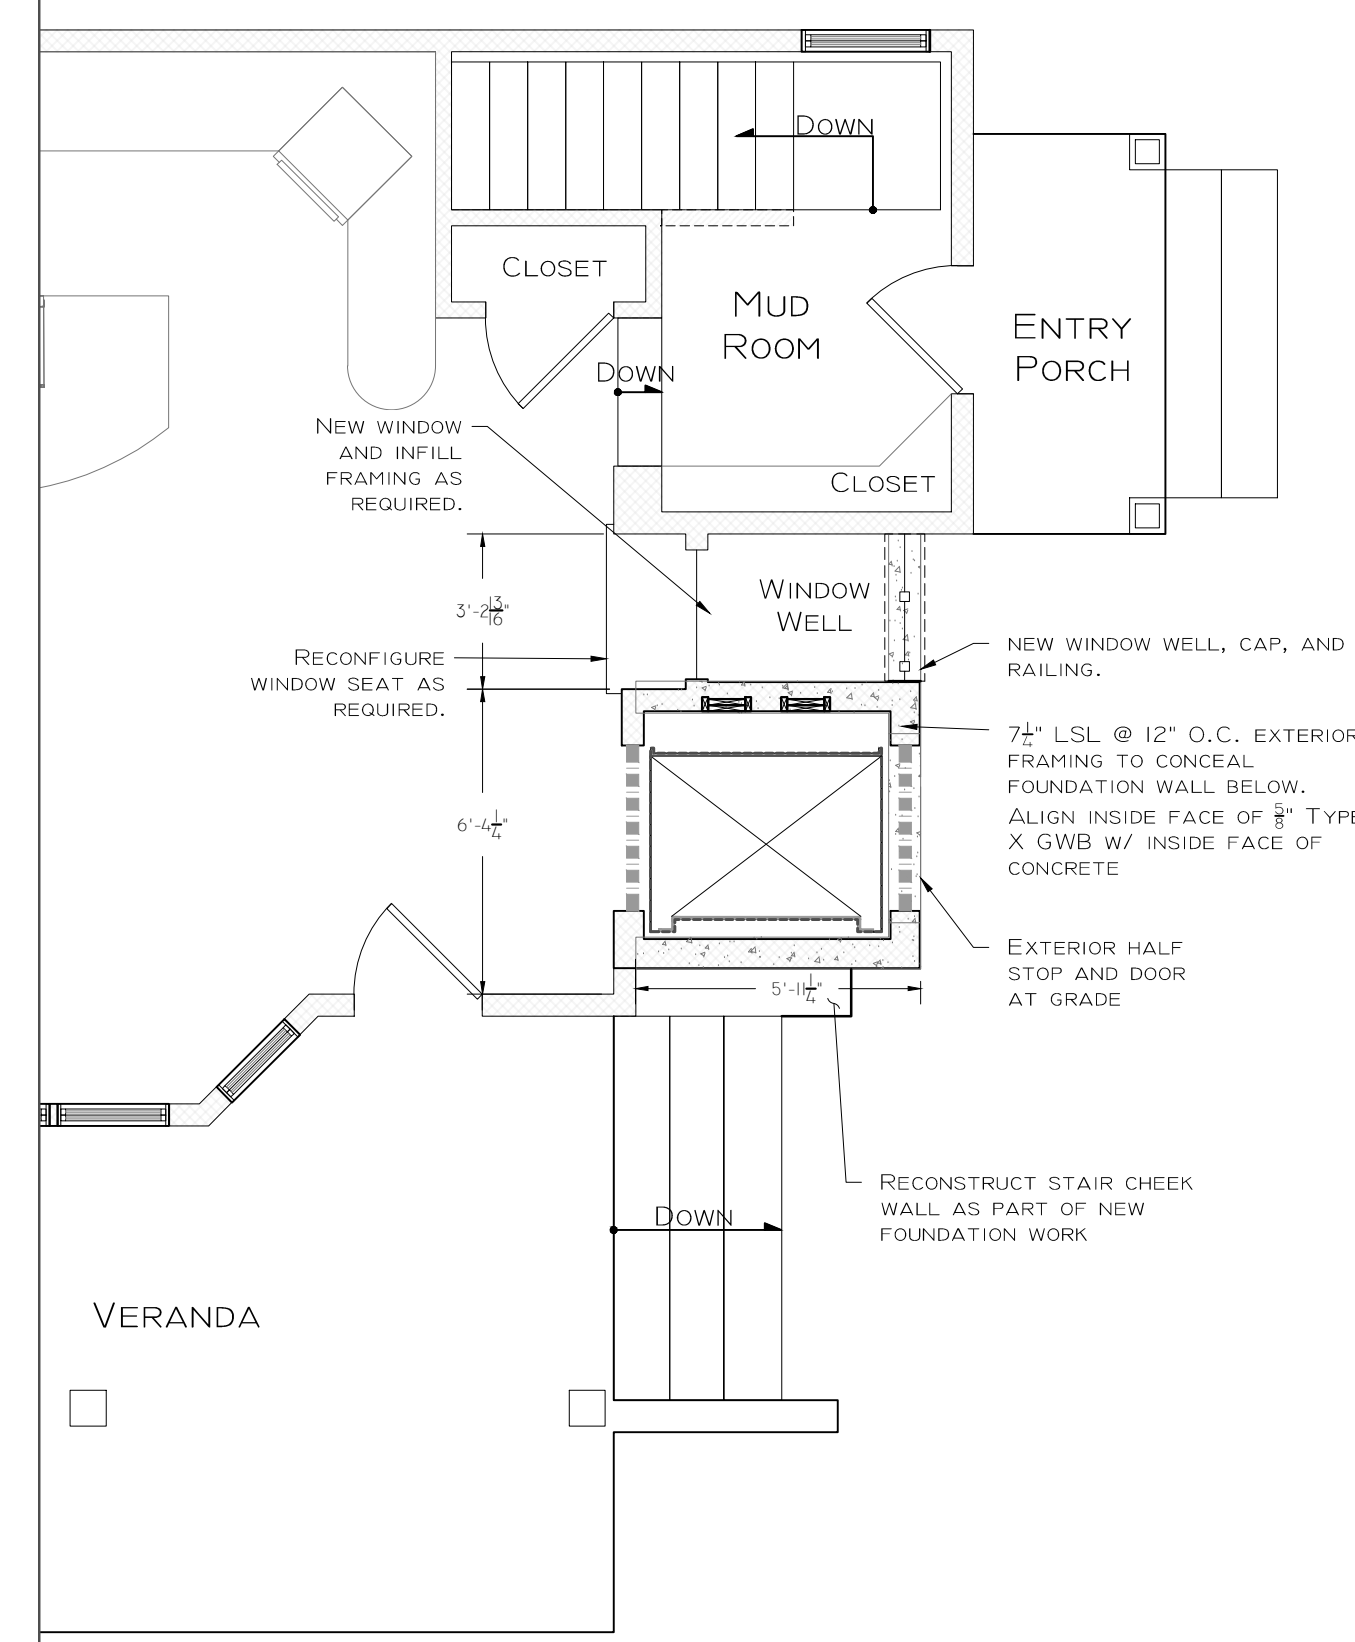 DOWN
CLOSET
MUD
ROOM
ENTRY
PORCH
DOWN
NEW WINDOW
AND INFILL
FRAMING AS
REQUIRED.
CLOSET
3'-2 13/16"
WINDOW
WELL
RECONFIGURE
WINDOW SEAT AS
REQUIRED.
NEW WINDOW WELL, CAP, AND
RAILING.
7 1/4" LSL @ 12" O.C. EXTERIOR
FRAMING TO CONCEAL
FOUNDATION WALL BELOW.
ALIGN INSIDE FACE OF 5/8" TYPE
X GWB W/ INSIDE FACE OF
CONCRETE
6'-4 1/4"
EXTERIOR HALF
STOP AND DOOR
AT GRADE
5'-11 1/4"
RECONSTRUCT STAIR CHEEK
WALL AS PART OF NEW
FOUNDATION WORK
DOWN
VERANDA